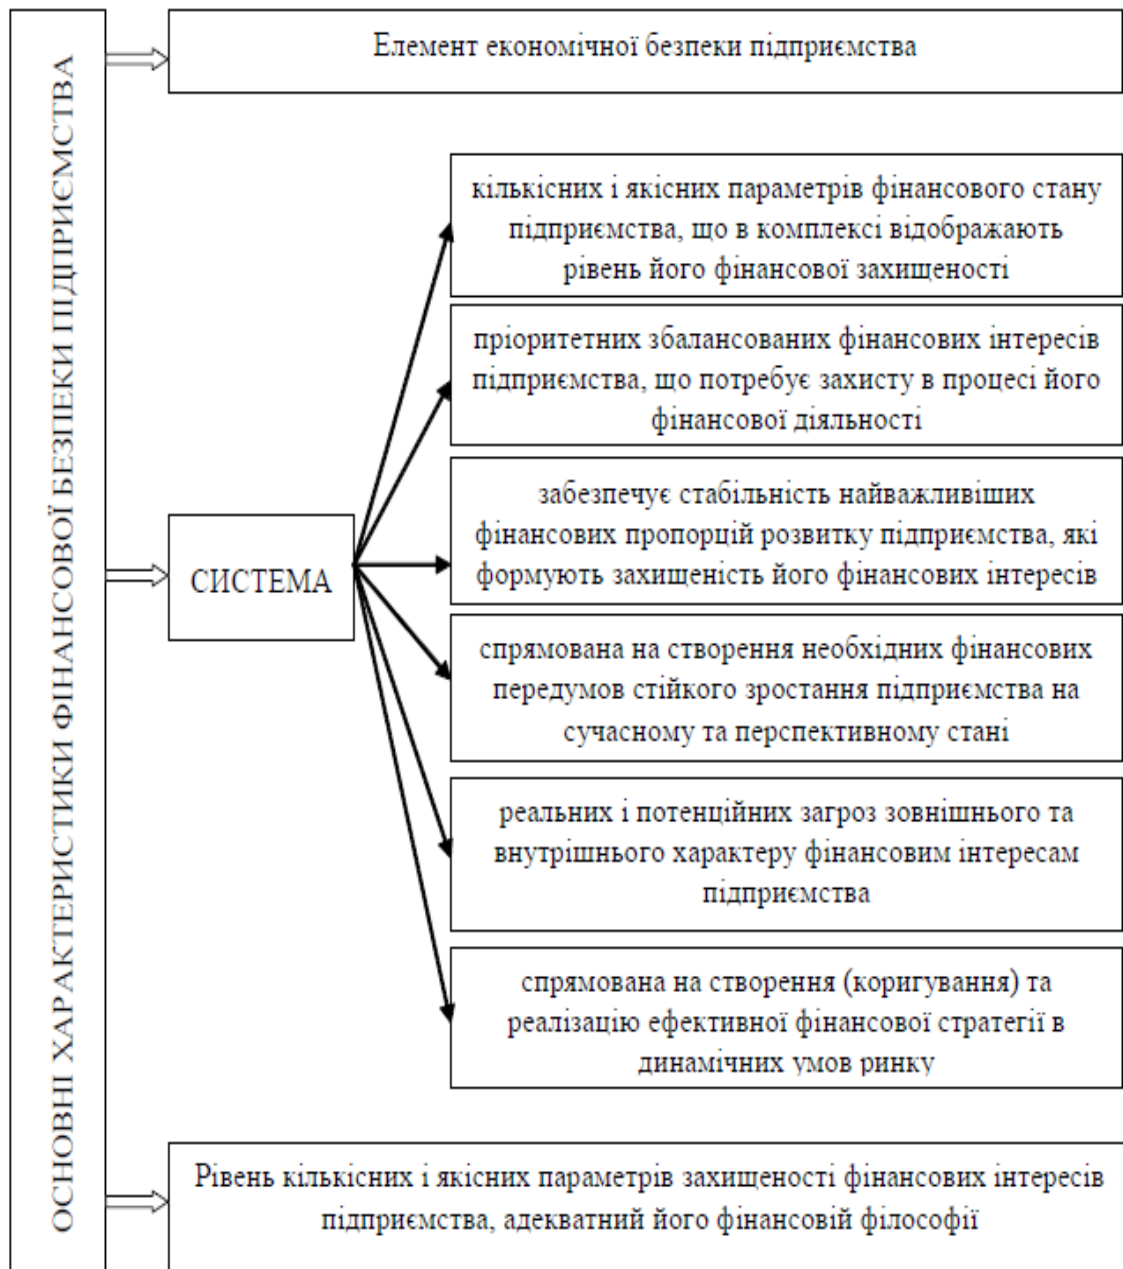 ОСНОВНІ ХАРАКТЕРИСТИКИ ФІНАНСОВОЇ БЕЗПЕКИ ПІДПРИЄМСТВА
Елемент економічної безпеки підприємства
СИСТЕМА
кількісних і якісних параметрів фінансового стану
підприємства, що в комплексі відображають
рівень його фінансової захищеності
пріоритетних збалансованих фінансових інтересів
підприємства, що потребує захисту в процесі його
фінансової діяльності
забезпечує стабільність найважливіших
фінансових пропорцій розвитку підприємства, які
формують захищеність його фінансових інтересів
спрямована на створення необхідних фінансових
передумов стійкого зростання підприємства на
сучасному та перспективному стані
реальних і потенційних загроз зовнішнього та
внутрішнього характеру фінансовим інтересам
підприємства
спрямована на створення (коригування) та
реалізацію ефективної фінансової стратегії в
динамічних умов ринку
Рівень кількісних і якісних параметрів захищеності фінансових інтересів
підприємства, адекватний його фінансовій філософії